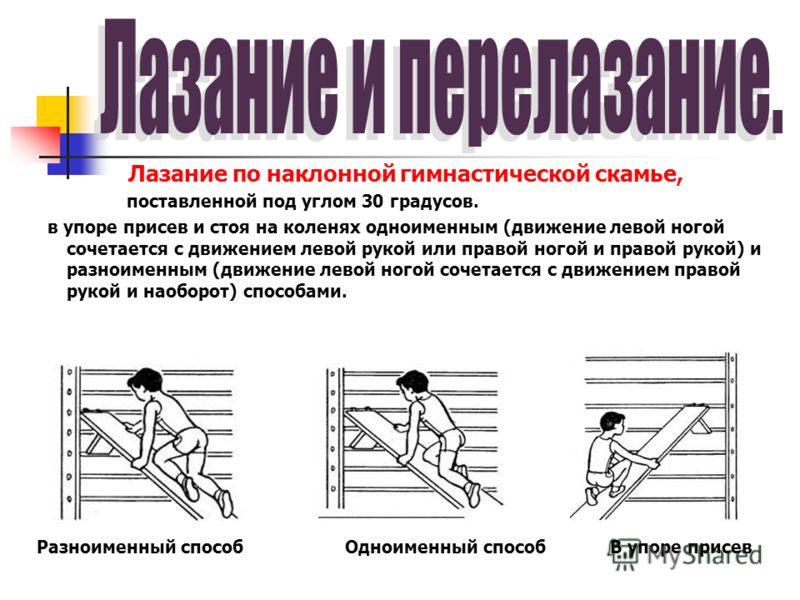 Лазание и перелазание.
Лазание по наклонной гимнастической скамье,
поставленной под углом 30 градусов.
в упоре присев и стоя на коленях одноименным (движение левой ногой
сочетается с движением левой рукой или правой ногой и правой рукой) и
разноименным (движение левой ногой сочетается с движением правой
рукой и наоборот) способами.
Разноименный способ Одноименный способ В упоре присев
MyShared